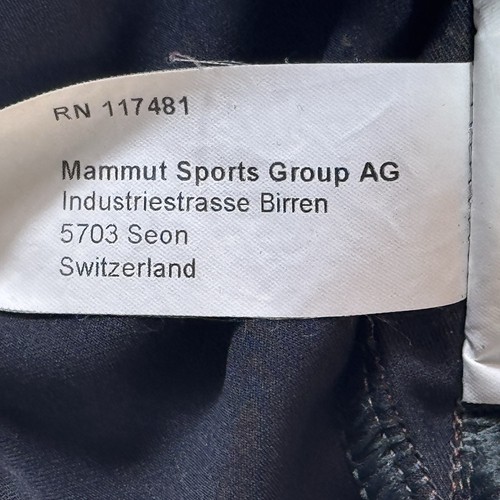 RN 117481
Mammut Sports Group AG
Industriestrasse Birren
5703 Seon
Switzerland